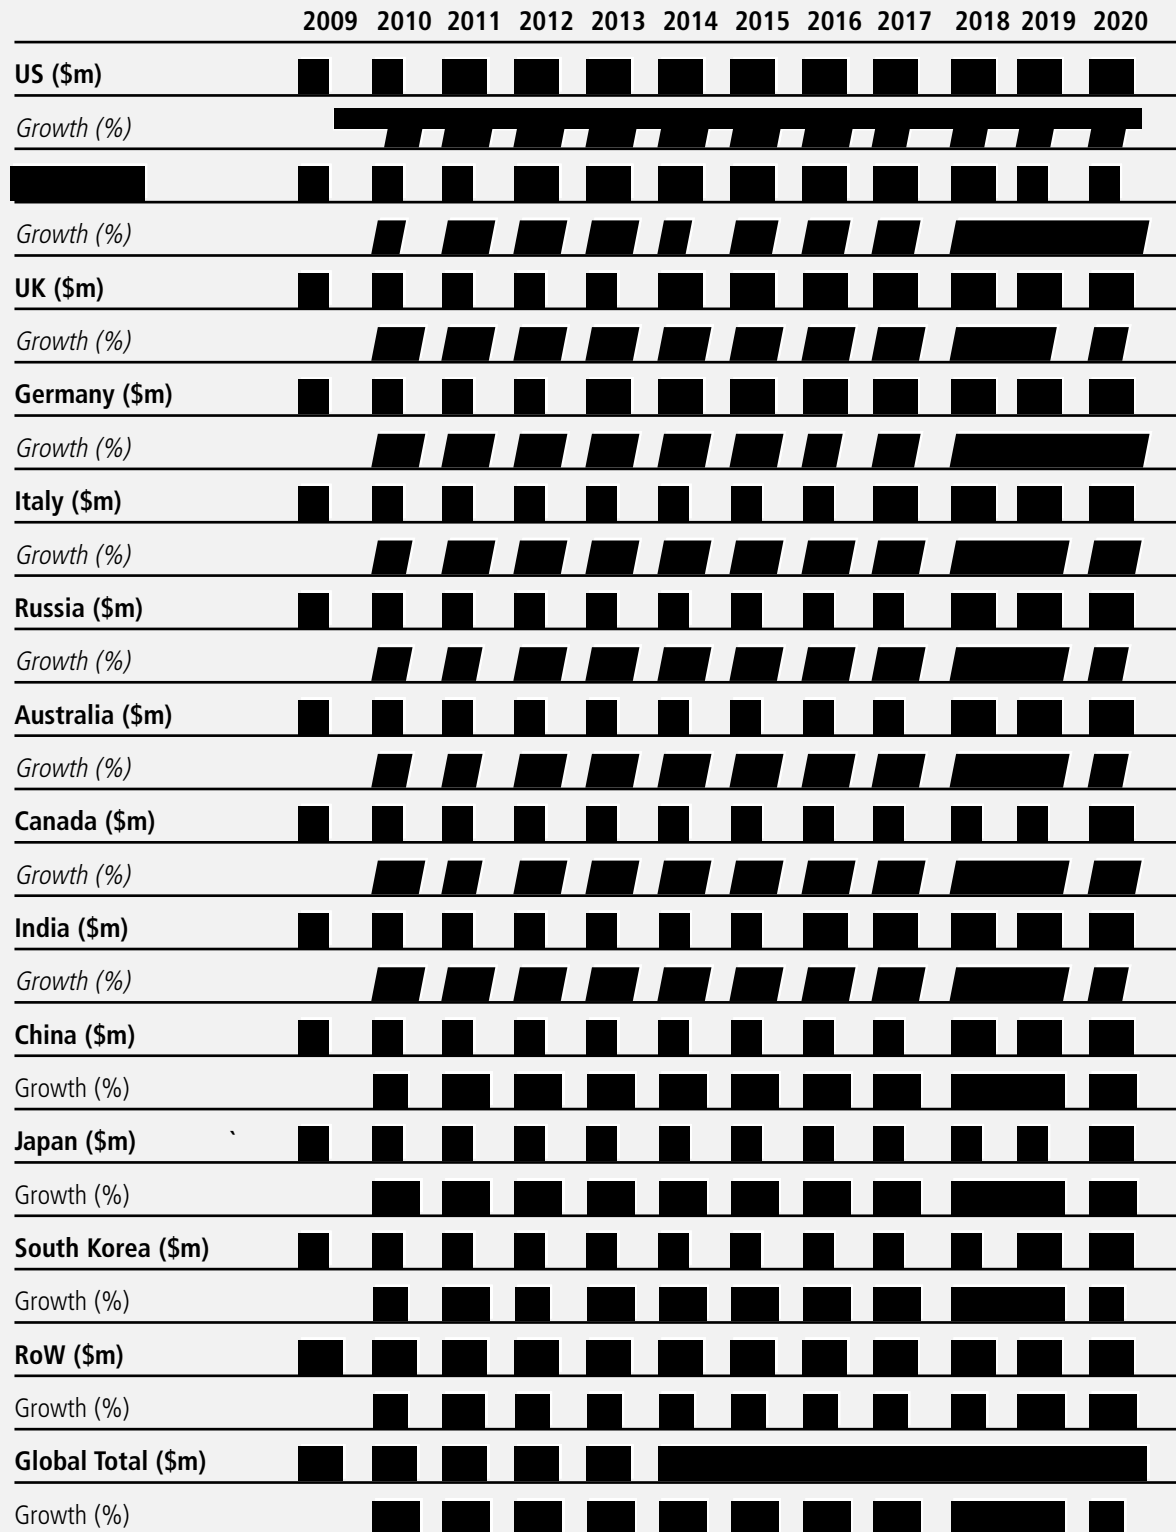 2009 2010 2011 2012 2013 2014 2015 2016 2017 2018 2019 2020
US ($m)
Growth (%)
Growth (%)
UK ($m)
Growth (%)
Germany ($m)
Growth (%)
Italy ($m)
Growth (%)
Russia ($m)
Growth (%)
Australia ($m)
Growth (%)
Canada ($m)
Growth (%)
India ($m)
Growth (%)
China ($m)
Growth (%)
Japan ($m) `
Growth (%)
South Korea ($m)
Growth (%)
RoW ($m)
Growth (%)
Global Total ($m)
Growth (%)